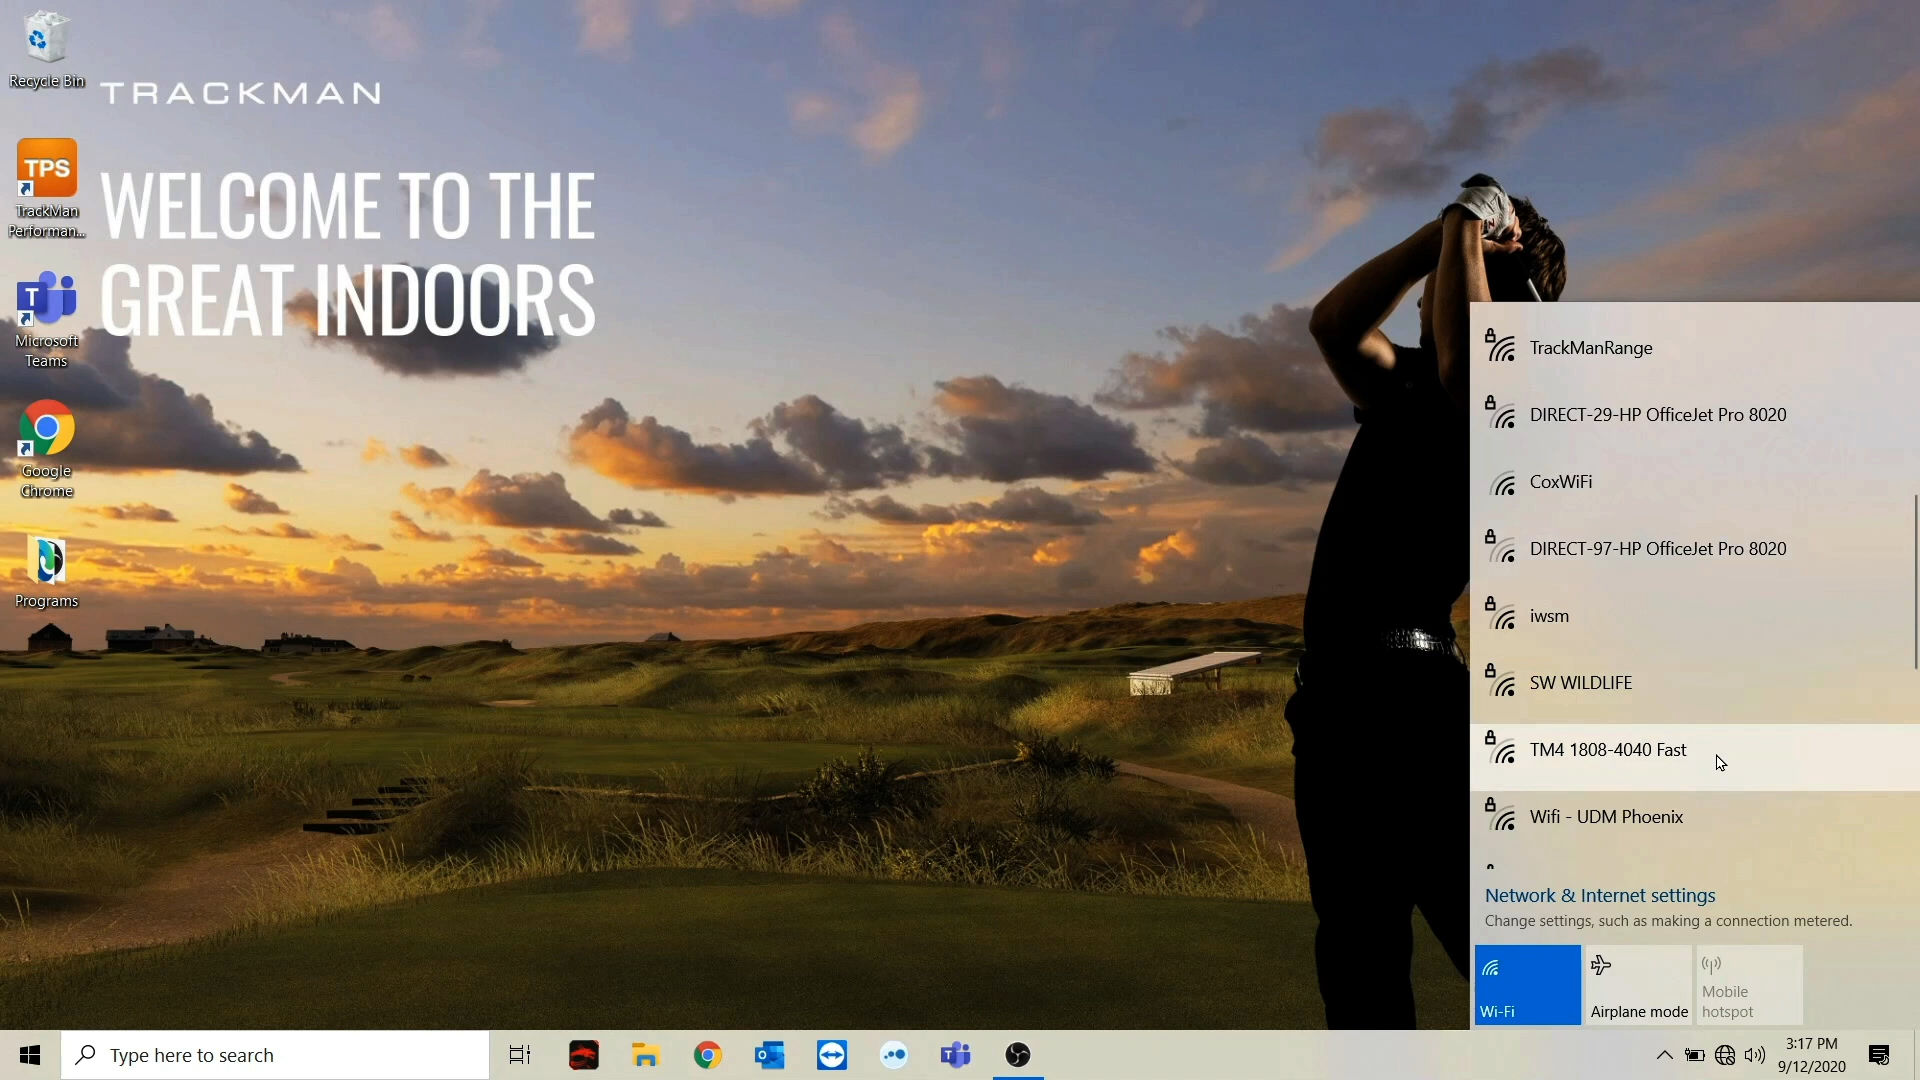 Recycle Bin
TRACKMAN
WELCOME TO THE
GREAT INDOORS
TPS
TrackMan
Performan...
T
Microsoft
Teams
Google
Chrome
Programs
TrackManRange
DIRECT-29-HP OfficeJet Pro 8020
CoxWiFi
DIRECT-97-HP OfficeJet Pro 8020
iwsm
SW WILDLIFE
TM4 1808-4040 Fast
Wifi - UDM Phoenix
Network & Internet settings
Change settings, such as making a connection metered.
Wi-Fi
Airplane mode
Mobile
hotspot
Type here to search
3:17 PM
9/12/2020